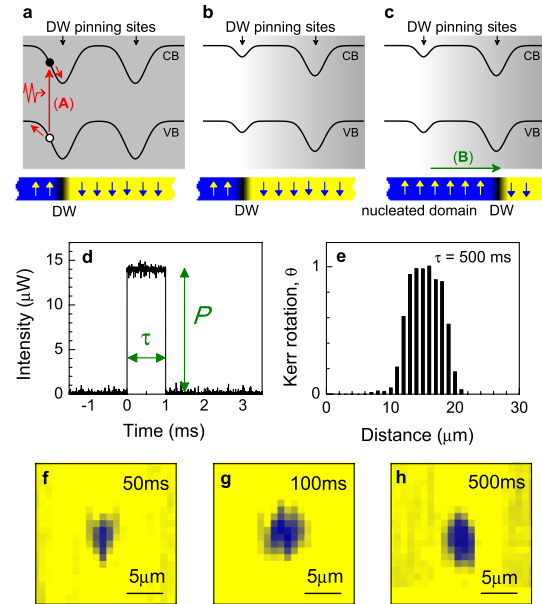 a DW pinning sites
CB
(A)
VB
DW
b DW pinning sites
CB
VB
DW
c DW pinning sites
CB
VB
(B)
nucleated domain DW
d
Intensity (μW)
15
10
5
0
P
τ
-1 0 1 2 3
Time (ms)
e τ = 500 ms
Kerr rotation, θ
1
0
0 10 20 30
Distance (μm)
f 50ms
5μm
g 100ms
5μm
h 500ms
5μm